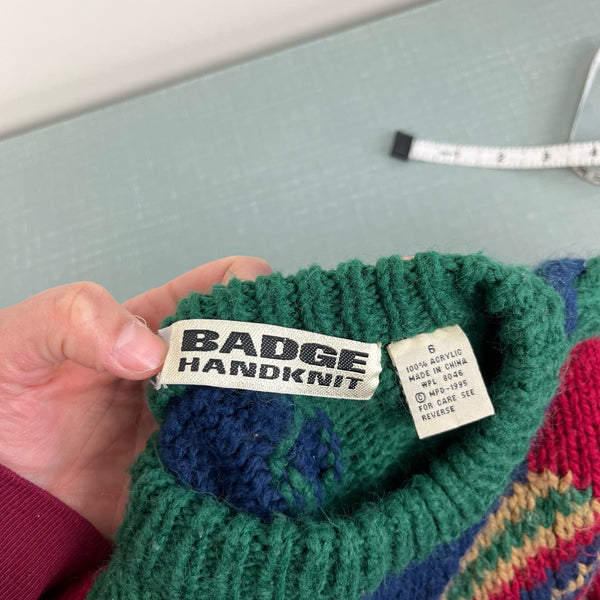 BADGE
HANDKNIT
6
100% ACRYLIC
MADE IN CHINA
WPL 8046
© MPD-1995
FOR CARE SEE
REVERSE